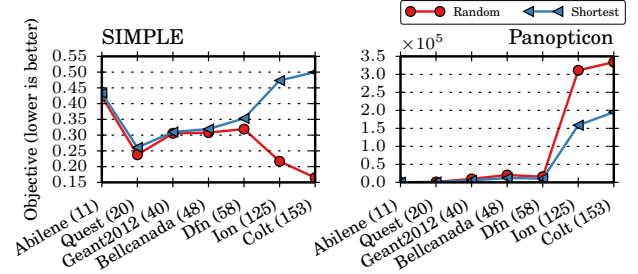 Random Shortest
SIMPLE
×10⁵ Panopticon
Objective (lower is better)
0.55
0.50
0.45
0.40
0.35
0.30
0.25
0.20
0.15
Abilene (11)
Quest (20)
Geant2012 (40)
Bellcanada (48)
Dfn (58)
Ion (125)
Colt (153)
3.5
3.0
2.5
2.0
1.5
1.0
0.5
0.0
Abilene (11)
Quest (20)
Geant2012 (40)
Bellcanada (48)
Dfn (58)
Ion (125)
Colt (153)